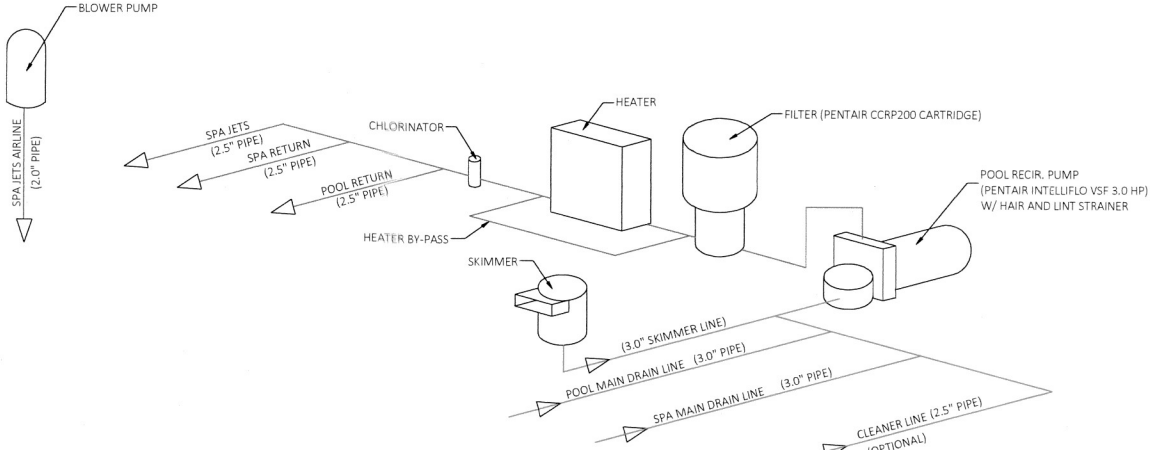 BLOWER PUMP
SPA JETS AIRLINE
(2.0" PIPE)
SPA JETS
(2.5" PIPE)
SPA RETURN
(2.5" PIPE)
POOL RETURN
(2.5" PIPE)
CHLORINATOR
HEATER
FILTER (PENTAIR CCRP200 CARTRIDGE)
POOL RECIR. PUMP
(PENTAIR INTELLIFLO VSF 3.0 HP)
W/ HAIR AND LINT STRAINER
HEATER BY-PASS
SKIMMER
(3.0" SKIMMER LINE)
POOL MAIN DRAIN LINE (3.0" PIPE)
SPA MAIN DRAIN LINE (3.0" PIPE)
CLEANER LINE (2.5" PIPE)
(OPTIONAL)